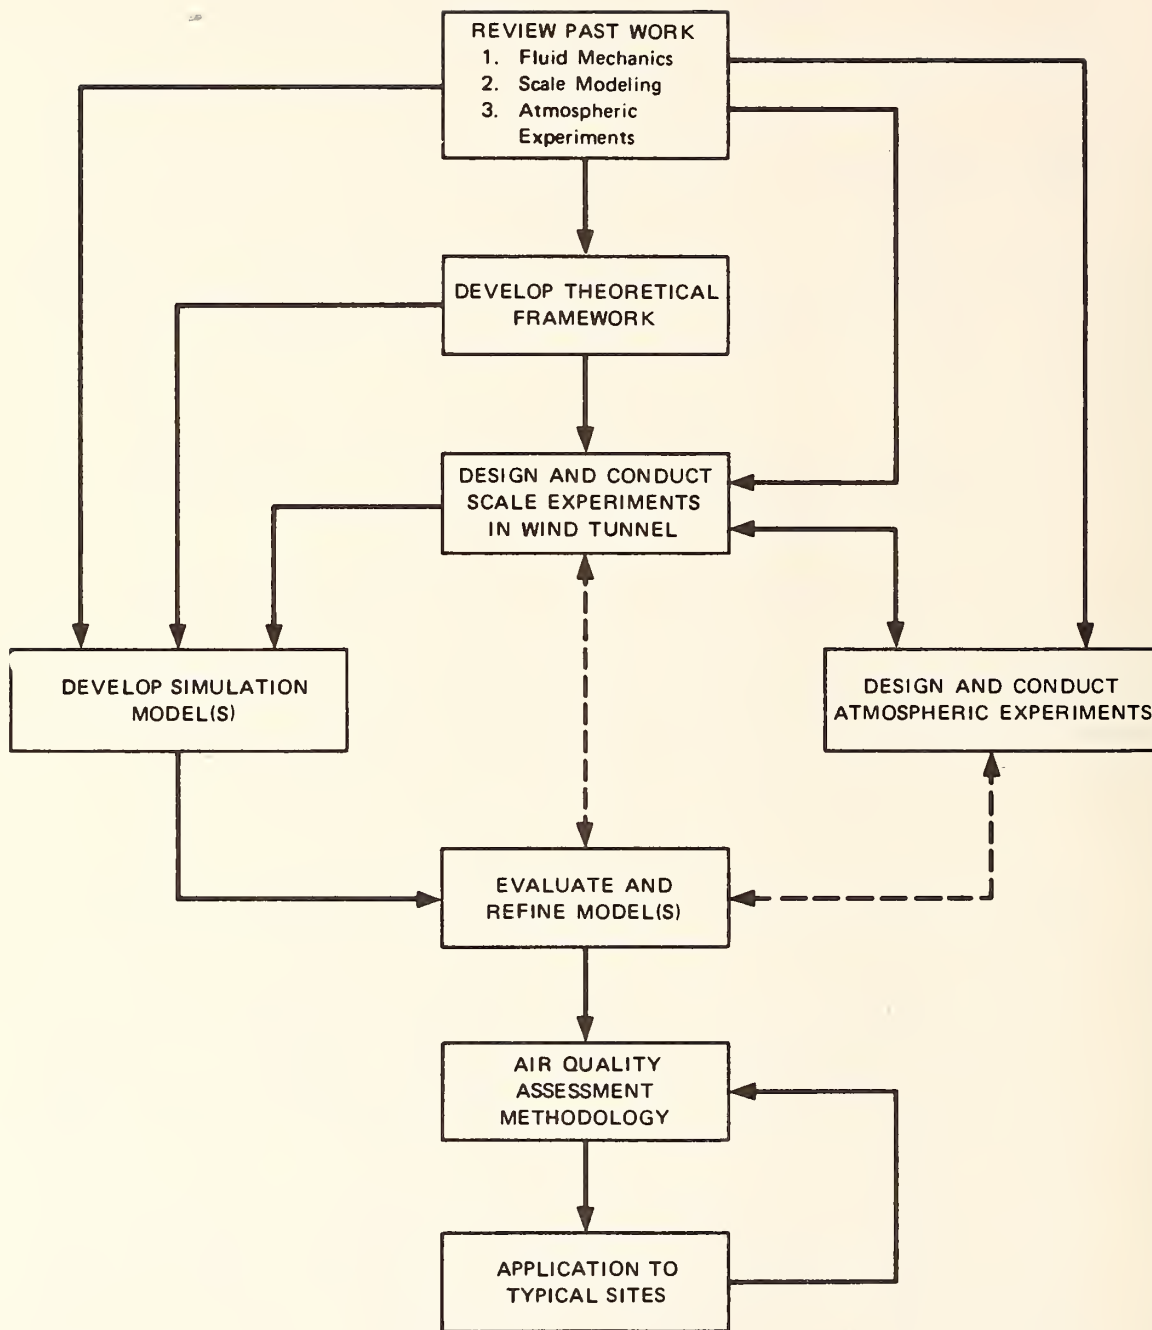 REVIEW PAST WORK
1. Fluid Mechanics
2. Scale Modeling
3. Atmospheric
Experiments
DEVELOP THEORETICAL
FRAMEWORK
DESIGN AND CONDUCT
SCALE EXPERIMENTS
IN WIND TUNNEL
DEVELOP SIMULATION
MODEL(S)
DESIGN AND CONDUCT
ATMOSPHERIC EXPERIMENTS
EVALUATE AND
REFINE MODEL(S)
AIR QUALITY
ASSESSMENT
METHODOLOGY
APPLICATION TO
TYPICAL SITES